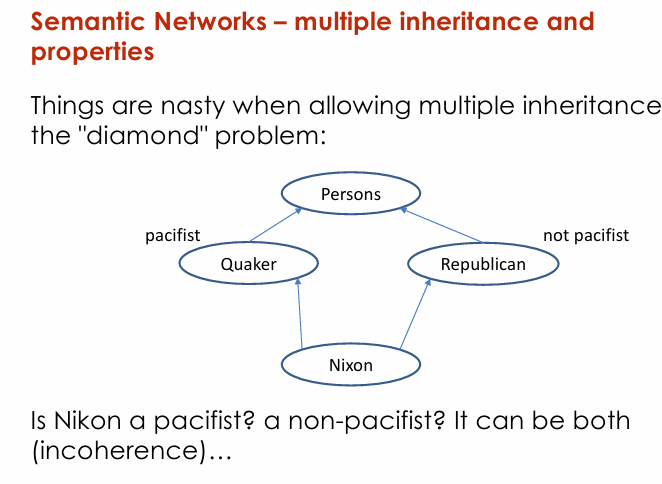 Semantic Networks – multiple inheritance and
properties
Things are nasty when allowing multiple inheritance
the "diamond" problem:
Persons
pacifist
not pacifist
Quaker
Republican
Nixon
Is Nikon a pacifist? a non-pacifist? It can be both
(incoherence)…